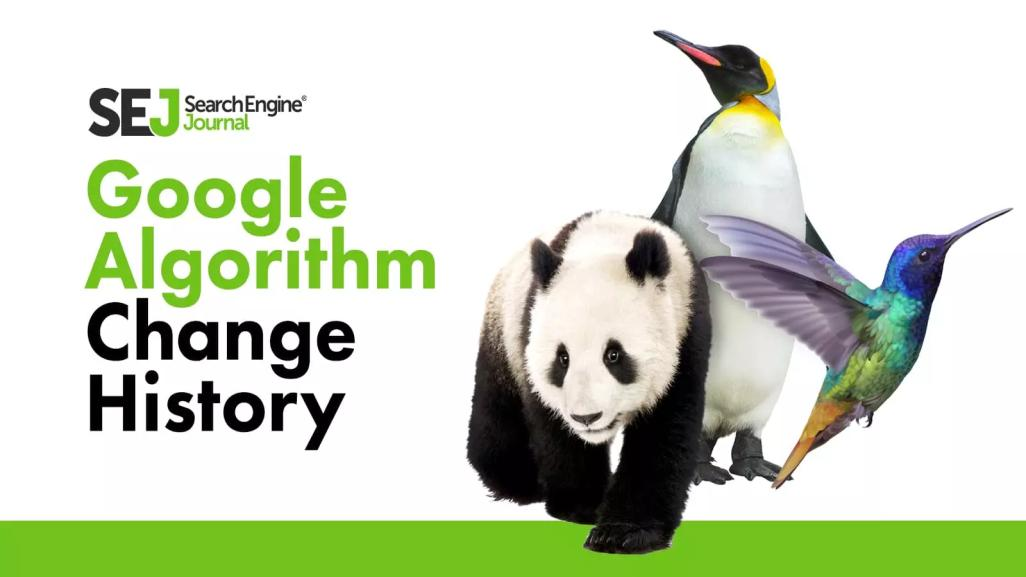 SEJ
Search Engine®
Journal
Google
Algorithm
Change
History